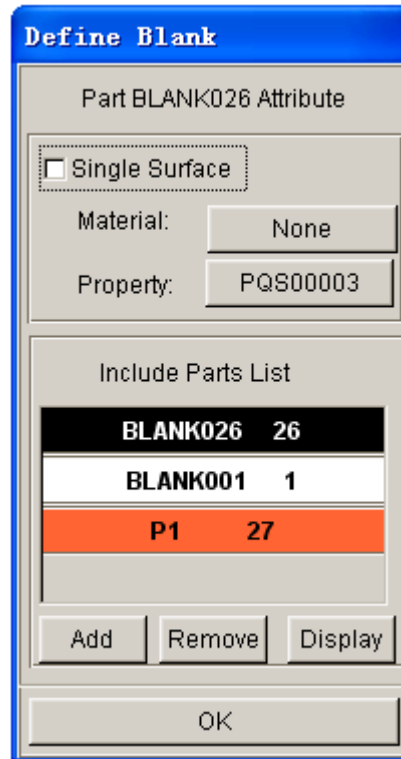 Define Blank
Part BLANK026 Attribute
Single Surface
Material: None
Property: PQS00003
Include Parts List
BLANK026 26
BLANK001 1
P1 27
Add Remove Display
OK